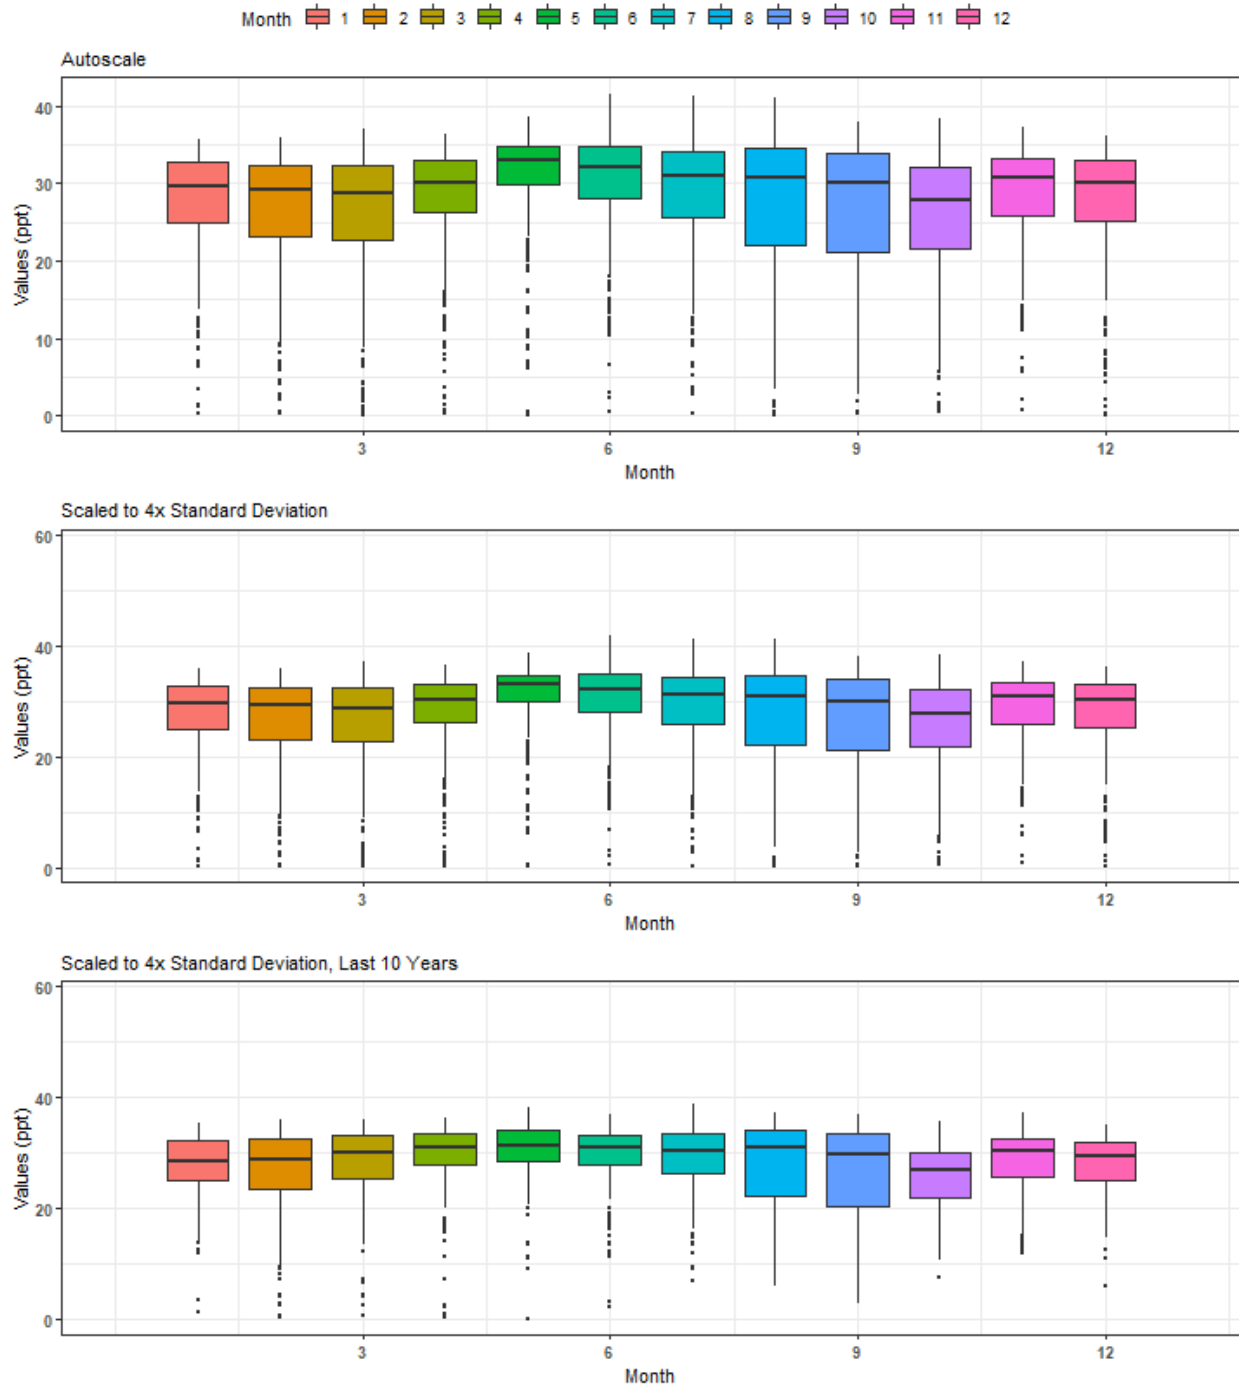 Month 1 2 3 4 5 6 7 8 9 10 11 12
Autoscale
Values (ppt)
40
30
20
10
0
3 6 9 12
Month
Scaled to 4x Standard Deviation
Values (ppt)
60
40
20
0
3 6 9 12
Month
Scaled to 4x Standard Deviation, Last 10 Years
Values (ppt)
60
40
20
0
3 6 9 12
Month